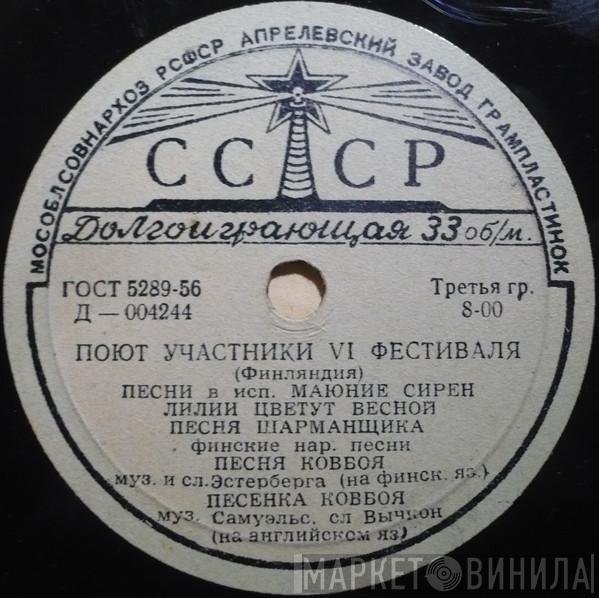 МОСОБЛСОВНАРХОЗ РСФСР АПРЕЛЕВСКИЙ ЗАВОД ГРАМПЛАСТИНОК
СССР
Долгоиграющая 33 об/м.
ГОСТ 5289-56
Д — 004244
Третья гр.
8-00
ПОЮТ УЧАСТНИКИ VI ФЕСТИВАЛЯ
(Финляндия)
ПЕСНИ в исп. МАЮНИЕ СИРЕН
ЛИЛИИ ЦВЕТУТ ВЕСНОЙ
ПЕСНЯ ШАРМАНЩИКА
финские нар. песни
ПЕСНЯ КОВБОЯ
муз. и сл.Эстерберга (на финск. яз.)
ПЕСЕНКА КОВБОЯ
муз. Самуэльс. сл Вычкон
(на английском яз)
МАРКЕТ ВИНИЛА